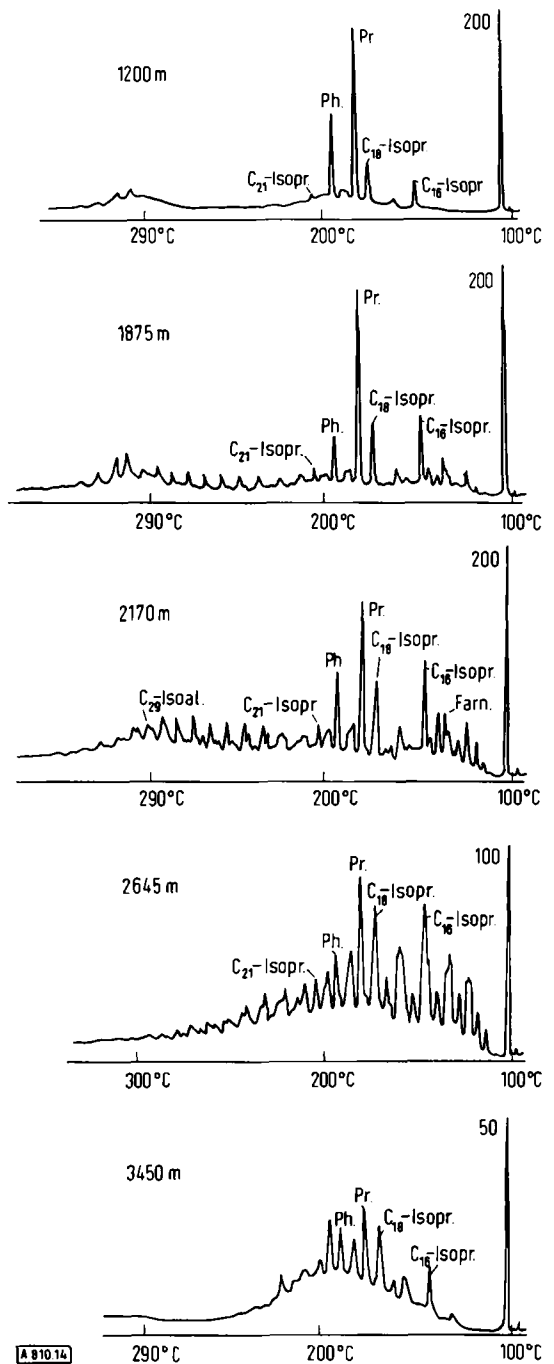 200
Pr
1200 m
Ph.
C₁₈-Isopr.
C₂₁-Isopr.
C₁₆-Isopr
290°C
200°C
100°C
200
Pr.
1875 m
C₁₈-Isopr.
Ph.
C₁₆-Isopr.
C₂₁-Isopr.
290°C
200°C
100°C
200
2170 m
Pr.
C₁₈-Isopr.
Ph
C₁₆-Isopr.
C₂₉-Isoal.
C₂₁-Isopr
Farn.
290°C
200°C
100°C
100
2645 m
Pr.
C₁₈-Isopr.
C₁₆-Isopr.
Ph.
C₂₁-Isopr.
300°C
200°C
100°C
50
3450 m
Pr.
Ph.
C₁₈-Isopr.
C₁₆-Isopr.
290°C
200°C
100°C
A 810.14